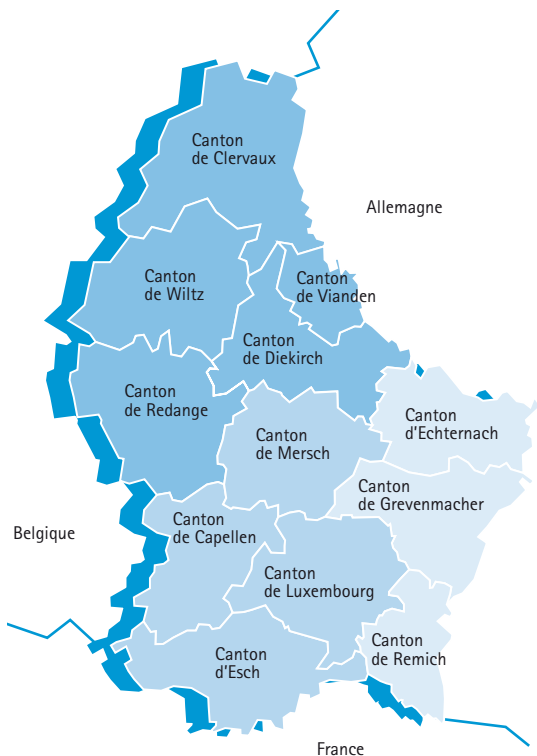 Canton
de Clervaux
Allemagne
Canton
de Wiltz
Canton
de Vianden
Canton
de Diekirch
Canton
de Redange
Canton
d'Echternach
Canton
de Mersch
Canton
de Grevenmacher
Canton
de Capellen
Belgique
Canton
de Luxembourg
Canton
de Remich
Canton
d'Esch
France